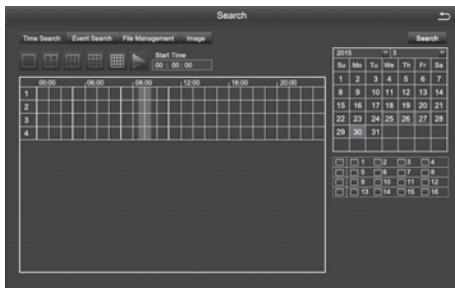 Search
Time Search Event Search File Management Image
Search
Start Time
00 : 00 : 00
2015 3
Su Mo Tu We Th Fr Sa
1 2 3 4 5 6 7
8 9 10 11 12 13 14
15 16 17 18 19 20 21
22 23 24 25 26 27 28
29 30 31
00:00 06:00 08:00 12:00 16:00 20:00
1
2
3
4
1 2 3 4
5 6 7 8
9 10 11 12
13 14 15 16